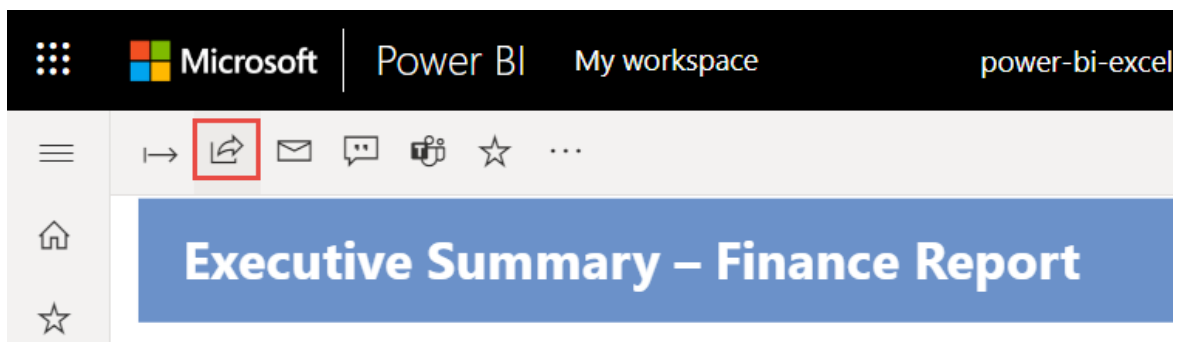 Microsoft Power BI My workspace power-bi-excel
Executive Summary – Finance Report